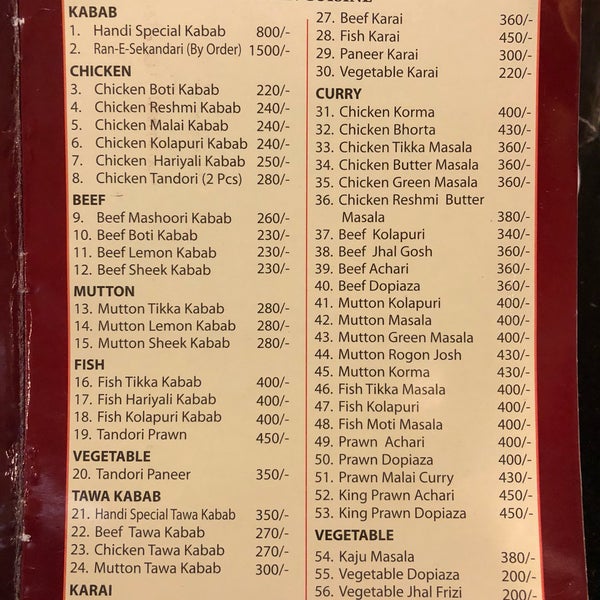 CUISINE
KABAB
1. Handi Special Kabab 800/-
2. Ran-E-Sekandari (By Order) 1500/-
CHICKEN
3. Chicken Boti Kabab 220/-
4. Chicken Reshmi Kabab 240/-
5. Chicken Malai Kabab 240/-
6. Chicken Kolapuri Kabab 240/-
7. Chicken Hariyali Kabab 250/-
8. Chicken Tandori (2 Pcs) 280/-
BEEF
9. Beef Mashoori Kabab 260/-
10. Beef Boti Kabab 230/-
11. Beef Lemon Kabab 230/-
12. Beef Sheek Kabab 230/-
MUTTON
13. Mutton Tikka Kabab 280/-
14. Mutton Lemon Kabab 280/-
15. Mutton Sheek Kabab 280/-
FISH
16. Fish Tikka Kabab 400/-
17. Fish Hariyali Kabab 400/-
18. Fish Kolapuri Kabab 400/-
19. Tandori Prawn 450/-
VEGETABLE
20. Tandori Paneer 350/-
TAWA KABAB
21. Handi Special Tawa Kabab 350/-
22. Beef Tawa Kabab 270/-
23. Chicken Tawa Kabab 270/-
24. Mutton Tawa Kabab 300/-
KARAI
27. Beef Karai 360/-
28. Fish Karai 450/-
29. Paneer Karai 300/-
30. Vegetable Karai 220/-
CURRY
31. Chicken Korma 400/-
32. Chicken Bhorta 430/-
33. Chicken Tikka Masala 360/-
34. Chicken Butter Masala 360/-
35. Chicken Green Masala 360/-
36. Chicken Reshmi Butter
Masala 380/-
37. Beef Kolapuri 340/-
38. Beef Jhal Gosh 360/-
39. Beef Achari 360/-
40. Beef Dopiaza 360/-
41. Mutton Kolapuri 400/-
42. Mutton Masala 400/-
43. Mutton Green Masala 400/-
44. Mutton Rogon Josh 430/-
45. Mutton Korma 430/-
46. Fish Tikka Masala 400/-
47. Fish Kolapuri 400/-
48. Fish Moti Masala 400/-
49. Prawn Achari 400/-
50. Prawn Dopiaza 400/-
51. Prawn Malai Curry 430/-
52. King Prawn Achari 450/-
53. King Prawn Dopiaza 450/-
VEGETABLE
54. Kaju Masala 380/-
55. Vegetable Dopiaza 200/-
56. Vegetable Jhal Frizi 200/-